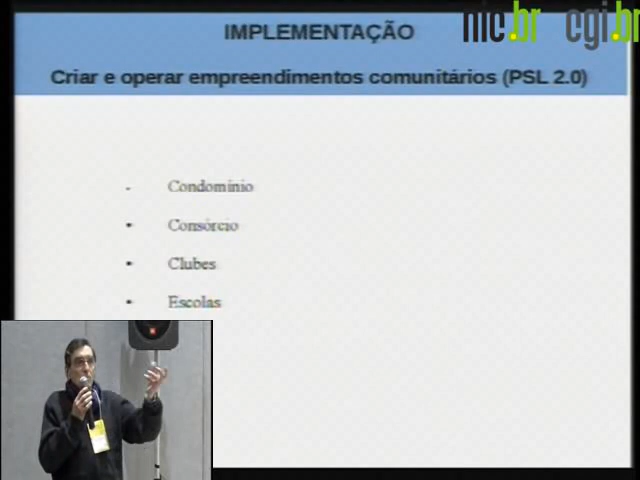 nic.br cgi.br
IMPLEMENTAÇÃO
Criar e operar empreendimentos comunitários (PSL 2.0)
- Condomínio
• Consórcio
• Clubes
• Escolas